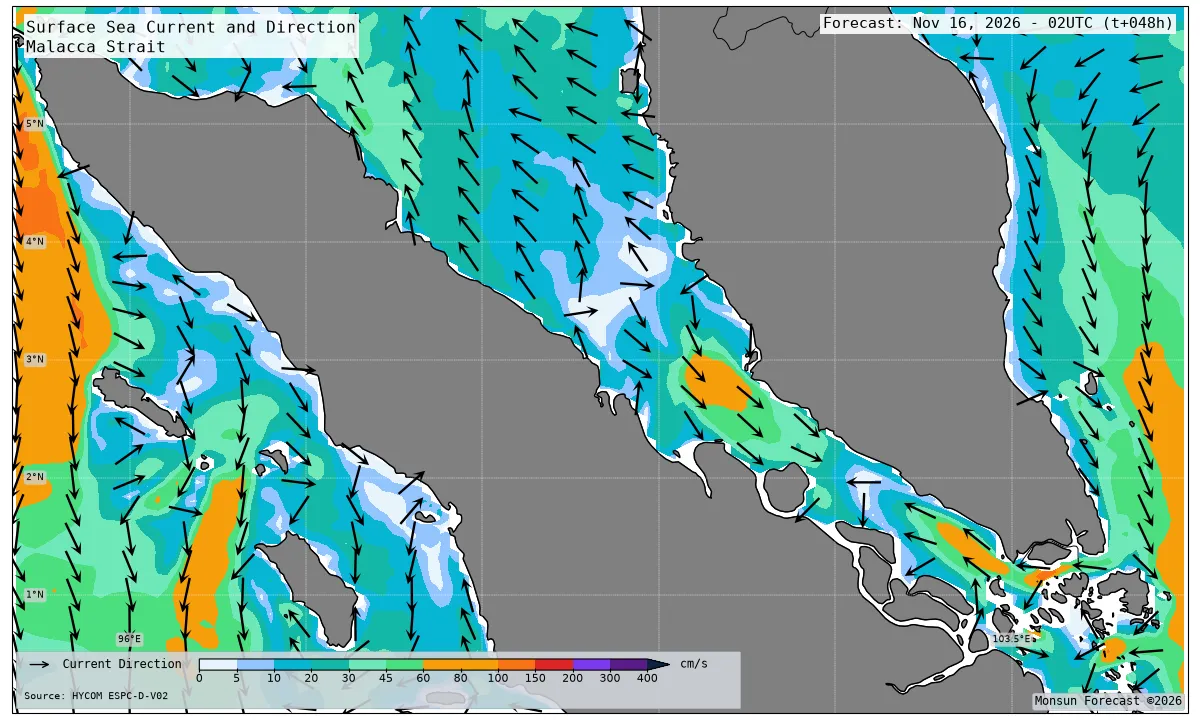 Surface Sea Current and Direction
Malacca Strait
Forecast: Nov 16, 2026 - 02UTC (t+048h)
5°N
4°N
3°N
2°N
1°N
96°E
103.5°E
Current Direction
0 5 10 20 30 45 60 80 100 150 200 300 400
cm/s
Source: HYCOM ESPC-D-V02
Monsun Forecast ©2026